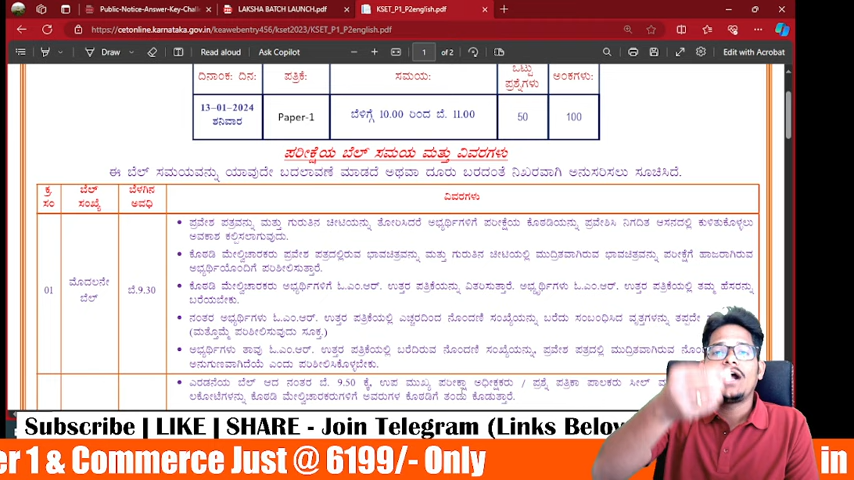 Public-Notice-Answer-Key-Chall
LAKSHA BATCH LAUNCH.pdf
KSET_P1_P2english.pdf
https://cetonline.karnataka.gov.in/keawebentry456/kset2023/KSET_P1_P2english.pdf
Draw
Read aloud
Ask Copilot
1 of 2
Edit with Acrobat
ದಿನಾಂಕ: ದಿನ: ಪತ್ರಿಕೆ: ಸಮಯ: ಒಟ್ಟು ಪ್ರಶ್ನೆಗಳು ಅಂಕಗಳು:
13-01-2024 ಶನಿವಾರ Paper-1 ಬೆಳಿಗ್ಗೆ 10.00 ರಿಂದ ಬೆ. 11.00 50 100
ಪರೀಕ್ಷೆಯ ಬೆಲ್ ಸಮಯ ಮತ್ತು ವಿವರಗಳು
ಈ ಬೆಲ್ ಸಮಯವನ್ನು ಯಾವುದೇ ಬದಲಾವಣೆ ಮಾಡದೆ ಅಥವಾ ದೂರು ಬರದಂತೆ ನಿಖರವಾಗಿ ಅನುಸರಿಸಲು ಸೂಚಿಸಿದೆ.
ಕ್ರ ಸಂ ಬೆಲ್ ಸಂಖ್ಯೆ ಬೆಳಗಿನ ಅವಧಿ ವಿವರಗಳು
01 ಮೊದಲನೇ ಬೆಲ್ ಬೆ.9.30
• ಪ್ರವೇಶ ಪತ್ರವನ್ನು ಮತ್ತು ಗುರುತಿನ ಚೀಟಿಯನ್ನು ತೋರಿಸಿದರೆ ಅಭ್ಯರ್ಥಿಗಳಿಗೆ ಪರೀಕ್ಷೆಯ ಕೊಠಡಿಯನ್ನು ಪ್ರವೇಶಿಸಿ ನಿಗದಿತ ಆಸನದಲ್ಲಿ ಕುಳಿತುಕೊಳ್ಳಲು
ಅವಕಾಶ ಕಲ್ಪಿಸಲಾಗುವುದು.
• ಕೊಠಡಿ ಮೇಲ್ವಿಚಾರಕರು ಪ್ರವೇಶ ಪತ್ರದಲ್ಲಿರುವ ಭಾವಚಿತ್ರವನ್ನು ಮತ್ತು ಗುರುತಿನ ಚೀಟಿಯಲ್ಲಿ ಮುದ್ರಿತವಾಗಿರುವ ಭಾವಚಿತ್ರವನ್ನು ಪರೀಕ್ಷೆಗೆ ಹಾಜರಾಗಿರುವ
ಅಭ್ಯರ್ಥಿಯೊಂದಿಗೆ ಪರಿಶೀಲಿಸುತ್ತಾರೆ.
• ಕೊಠಡಿ ಮೇಲ್ವಿಚಾರಕರು ಅಭ್ಯರ್ಥಿಗಳಿಗೆ ಓ.ಎಂ.ಆರ್. ಉತ್ತರ ಪತ್ರಿಕೆಯನ್ನು ವಿತರಿಸುತ್ತಾರೆ. ಅಭ್ಯರ್ಥಿಗಳು ಓ.ಎಂ.ಆರ್. ಉತ್ತರ ಪತ್ರಿಕೆಯಲ್ಲಿ ತಮ್ಮ ಹೆಸರನ್ನು
ಬರೆಯಬೇಕು.
• ನಂತರ ಅಭ್ಯರ್ಥಿಗಳು ಓ.ಎಂ.ಆರ್. ಉತ್ತರ ಪತ್ರಿಕೆಯಲ್ಲಿ ಎಚ್ಚರದಿಂದ ನೊಂದಣಿ ಸಂಖ್ಯೆಯನ್ನು ಬರೆದು ಸಂಬಂಧಿಸಿದ ವೃತ್ತಗಳನ್ನು ತಪ್ಪದೇ
(ಮತ್ತೊಮ್ಮೆ ಪರಿಶೀಲಿಸುವುದು ಸೂಕ್ತ.)
• ಅಭ್ಯರ್ಥಿಗಳು ತಾವು ಓ.ಎಂ.ಆರ್. ಉತ್ತರ ಪತ್ರಿಕೆಯಲ್ಲಿ ಬರೆದಿರುವ ನೊಂದಣಿ ಸಂಖ್ಯೆಯನ್ನು, ಪ್ರವೇಶ ಪತ್ರದಲ್ಲಿ ಮುದ್ರಿತವಾಗಿರುವ
ಅನುಗುಣವಾಗಿದೆಯೆ ಎಂದು ಪರಿಶೀಲಿಸಿಕೊಳ್ಳಬೇಕು.
• ಎರಡನೆಯ ಬೆಲ್ ಆದ ನಂತರ ಬೆ. 9.50 ಕ್ಕೆ, ಉಪ ಮುಖ್ಯ ಪರೀಕ್ಷಾ ಅಧೀಕ್ಷಕರು / ಪ್ರಶ್ನೆ ಪತ್ರಿಕಾ ಪಾಲಕರು ಸೀಲ್
ಲಕೋಟೆಗಳನ್ನು ಕೊಠಡಿ ಮೇಲ್ವಿಚಾರಕರುಗಳಿಗೆ ಅವರುಗಳ ಕೊಠಡಿಗೆ ತಂದು ಕೊಡುತ್ತಾರೆ.
Subscribe | LIKE | SHARE - Join Telegram (Links Below
er 1 & Commerce Just @ 6199/- Only in